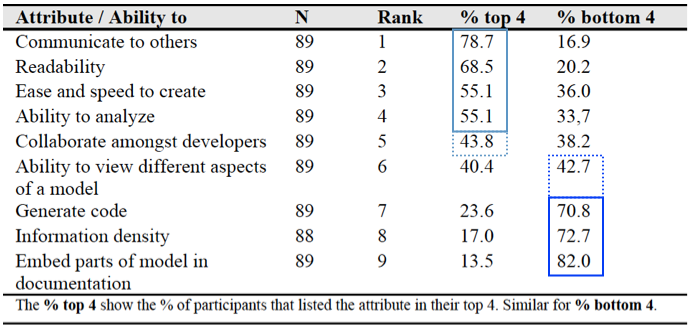 Attribute / Ability to N Rank % top 4 % bottom 4
Communicate to others 89 1 78.7 16.9
Readability 89 2 68.5 20.2
Ease and speed to create 89 3 55.1 36.0
Ability to analyze 89 4 55.1 33,7
Collaborate amongst developers 89 5 43.8 38.2
Ability to view different aspects 89 6 40.4 42.7
of a model
Generate code 89 7 23.6 70.8
Information density 88 8 17.0 72.7
Embed parts of model in 89 9 13.5 82.0
documentation
The % top 4 show the % of participants that listed the attribute in their top 4. Similar for % bottom 4.